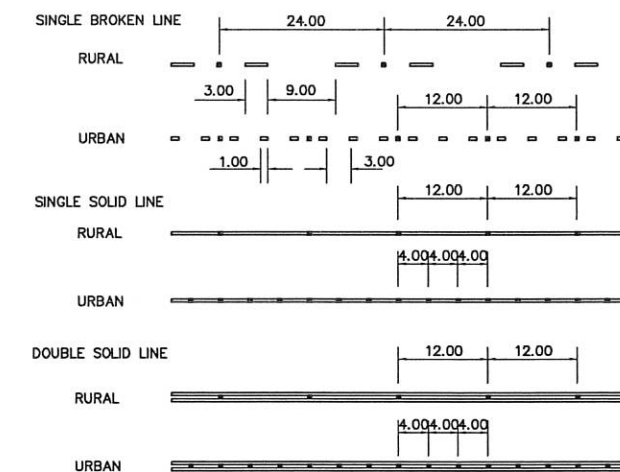 SINGLE BROKEN LINE
24.00 24.00
RURAL
3.00 9.00
12.00 12.00
URBAN
1.00 3.00
12.00 12.00
SINGLE SOLID LINE
RURAL
4.00 4.00 4.00
URBAN
DOUBLE SOLID LINE
12.00 12.00
RURAL
4.00 4.00 4.00
URBAN